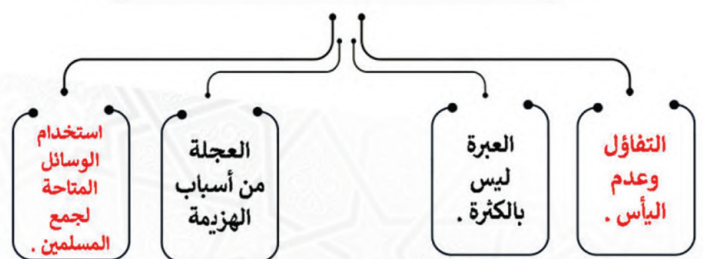 التفاؤل
وعدم
اليأس .
العبرة
ليس
بالكثرة .
العجلة
من أسباب
الهزيمة
استخدام
الوسائل
المتاحة
لجمع
المسلمين .